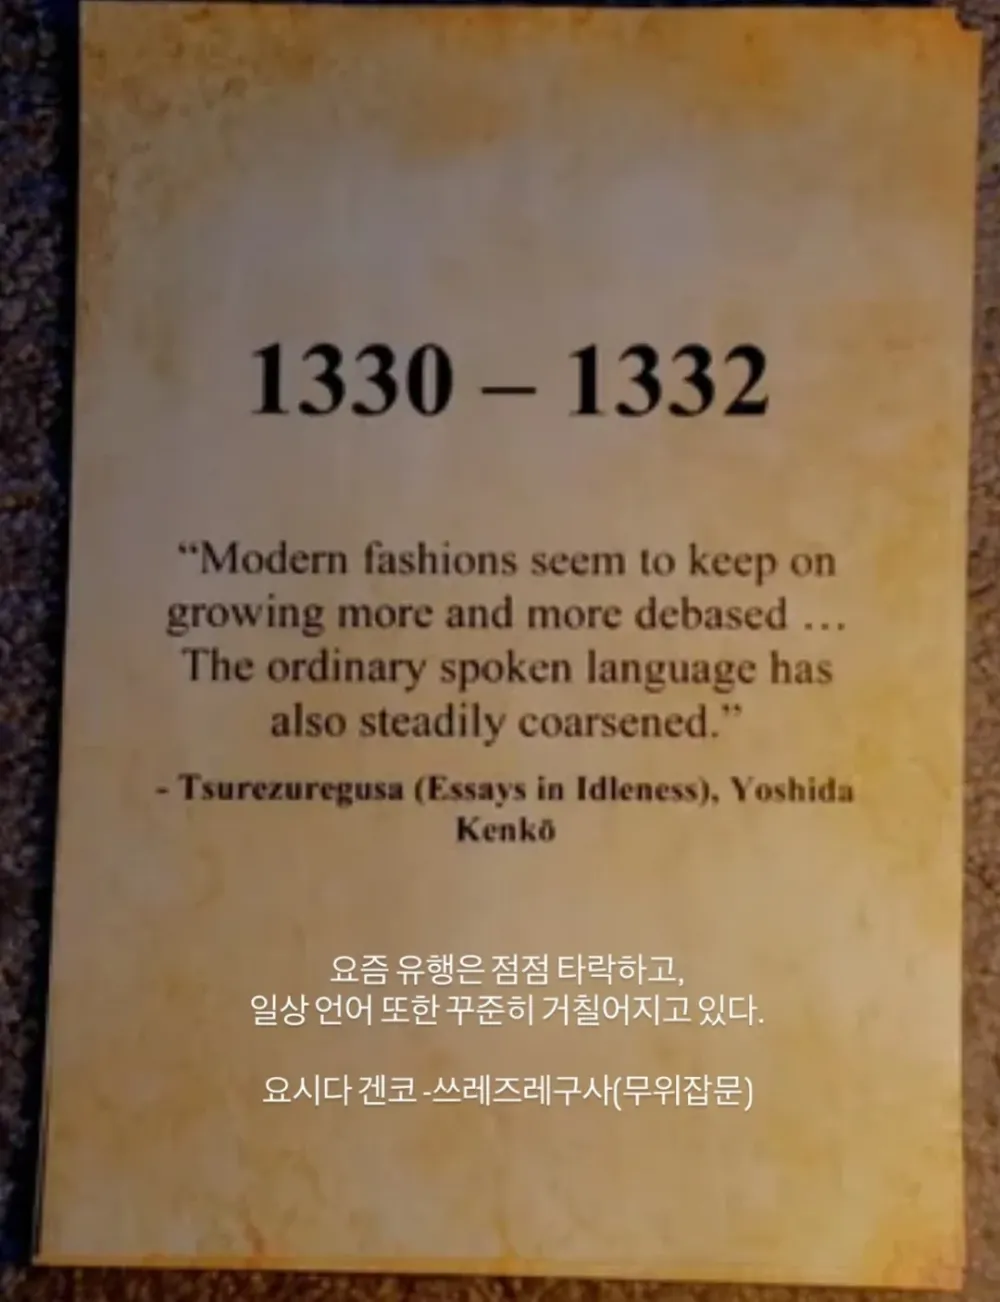 1330 – 1332
“Modern fashions seem to keep on
growing more and more debased …
The ordinary spoken language has
also steadily coarsened.”
- Tsurezuregusa (Essays in Idleness), Yoshida
Kenkō
요즘 유행은 점점 타락하고,
일상 언어 또한 꾸준히 거칠어지고 있다.
요시다 겐코 -쓰레즈레구사(무위잡문)